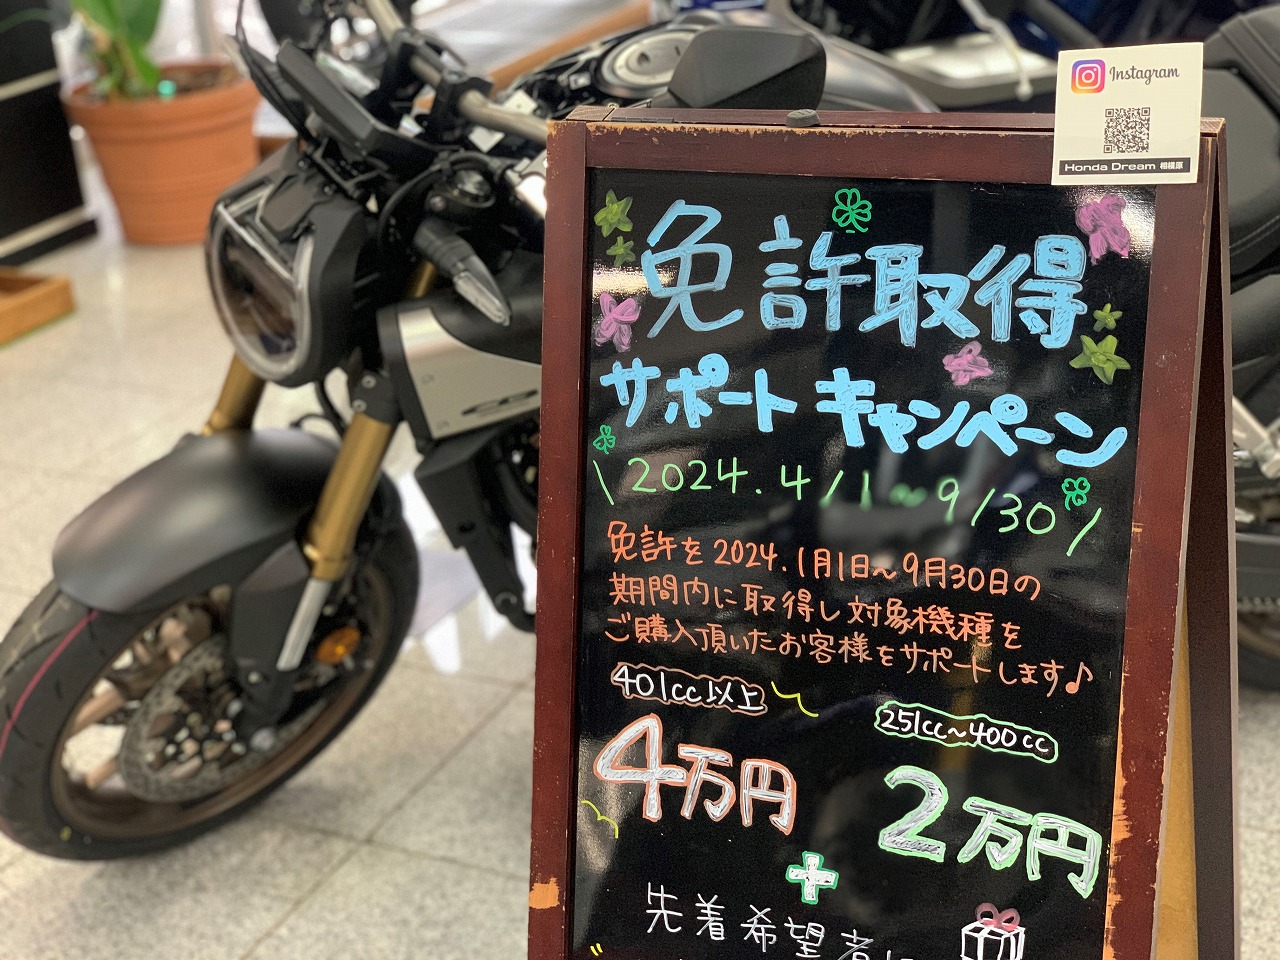 Instagram
Honda Dream 相模原
免許取得
サポートキャンペーン
\ 2024.4/1~9/30 /
免許を2024.1月1日~9月30日の
期間内に取得し対象機種を
ご購入頂いたお客様をサポートします♪
401cc以上
4万円
251cc~400cc
2万円
+
先着希望者に